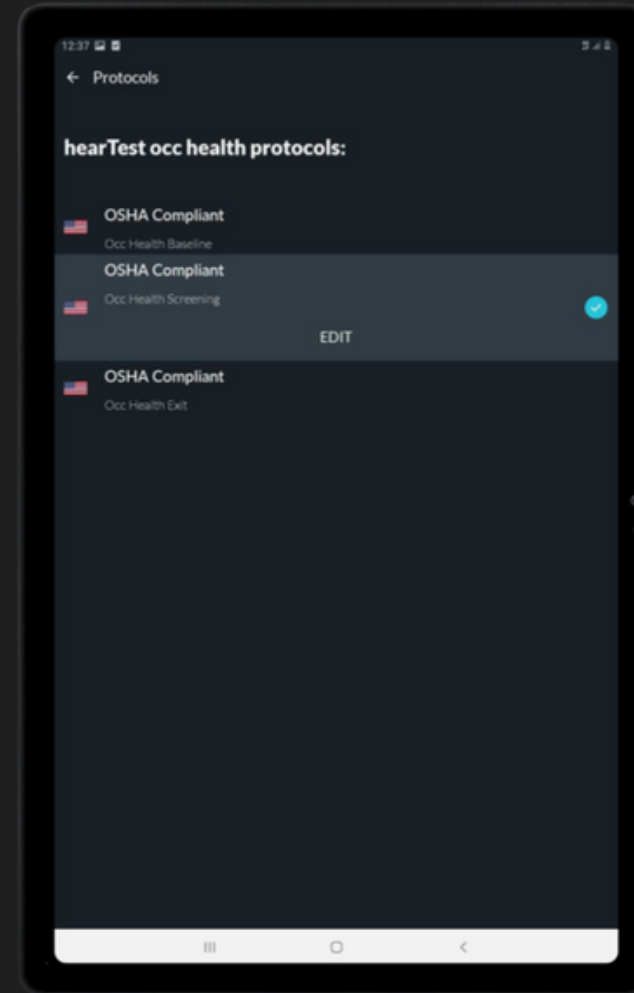 12:37
Protocols
hearTest occ health protocols:
OSHA Compliant
Occ Health Baseline
OSHA Compliant
Occ Health Screening
EDIT
OSHA Compliant
Occ Health Exit